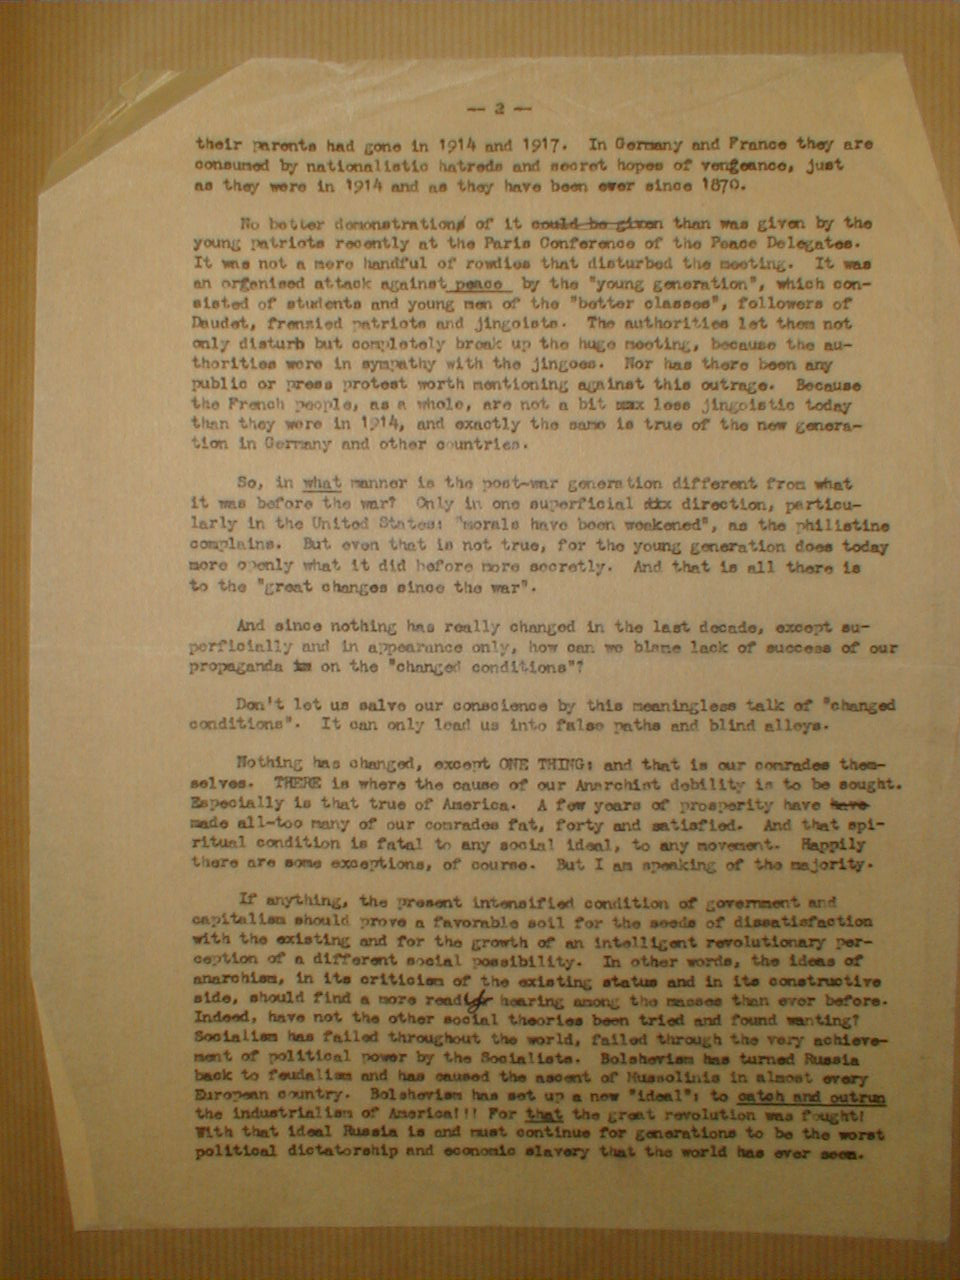 — 2 —
their parents had gone in 1914 and 1917. In Germany and France they are
consumed by nationalistic hatreds and secret hopes of vengeance, just
as they were in 1914 and as they have been ever since 1870.
No better demonstration of it could be given than was given by the
young patriots recently at the Paris Conference of the Peace Delegates.
It was not a mere handful of rowdies that disturbed the meeting. It was
an organised attack against peace by the "young generation", which con-
sisted of students and young men of the "better classes", followers of
Daudet, frenzied patriots and jingoists. The authorities let them not
only disturb but completely break up the huge meeting, because the au-
thorities were in sympathy with the jingoes. Nor has there been any
public or press protest worth mentioning against this outrage. Because
the French people, as a whole, are not a bit less jingoistic today
than they were in 1914, and exactly the same is true of the new genera-
tion in Germany and other countries.
So, in what manner is the post-war generation different from what
it was before the war? Only in one superficial direction, particu-
larly in the United States: "morals have been weakened", as the philistine
complains. But even that is not true, for the young generation does today
more openly what it did before more secretly. And that is all there is
to the "great changes since the war".
And since nothing has really changed in the last decade, except su-
perficially and in appearance only, how can we blame lack of success of our
propaganda on the "changed conditions"?
Don't let us salve our conscience by this meaningless talk of "changed
conditions". It can only lead us into false paths and blind alleys.
Nothing has changed, except ONE THING: and that is our comrades them-
selves. THERE is where the cause of our Anarchist debility is to be sought.
Especially is that true of America. A few years of prosperity have have
made all-too many of our comrades fat, forty and satisfied. And that spi-
ritual condition is fatal to any social ideal, to any movement. Happily
there are some exceptions, of course. But I am speaking of the majority.
If anything, the present intensified condition of government and
capitalism should prove a favorable soil for the seeds of dissatisfaction
with the existing and for the growth of an intelligent revolutionary per-
ception of a different social possibility. In other words, the ideas of
anarchism, in its criticism of the existing status and in its constructive
side, should find a more ready hearing among the masses than ever before.
Indeed, have not the other social theories been tried and found wanting?
Socialism has failed throughout the world, failed through the very achieve-
ment of political power by the Socialists. Bolshevism has turned Russia
back to feudalism and has caused the ascent of Mussolinis in almost every
European country. Bolshevism has set up a new "ideal": to catch and outrun
the industrialism of America!!! For that the great revolution was fought!
With that ideal Russia is and must continue for generations to be the worst
political dictatorship and economic slavery that the world has ever seen.